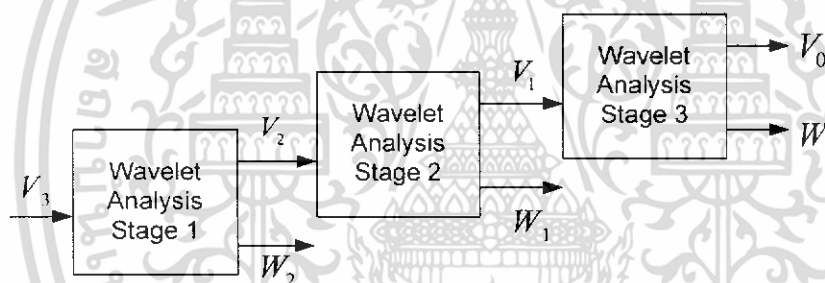 V₃
Wavelet
Analysis
Stage 1
V₂
W₂
Wavelet
Analysis
Stage 2
V₁
W₁
Wavelet
Analysis
Stage 3
V₀
W